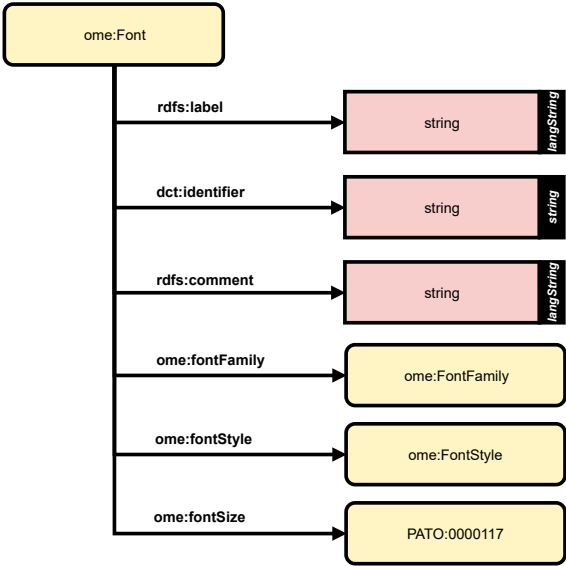 ome:Font
rdfs:label
string
langString
dct:identifier
string
string
rdfs:comment
string
langString
ome:fontFamily
ome:FontFamily
ome:fontStyle
ome:FontStyle
ome:fontSize
PATO:0000117